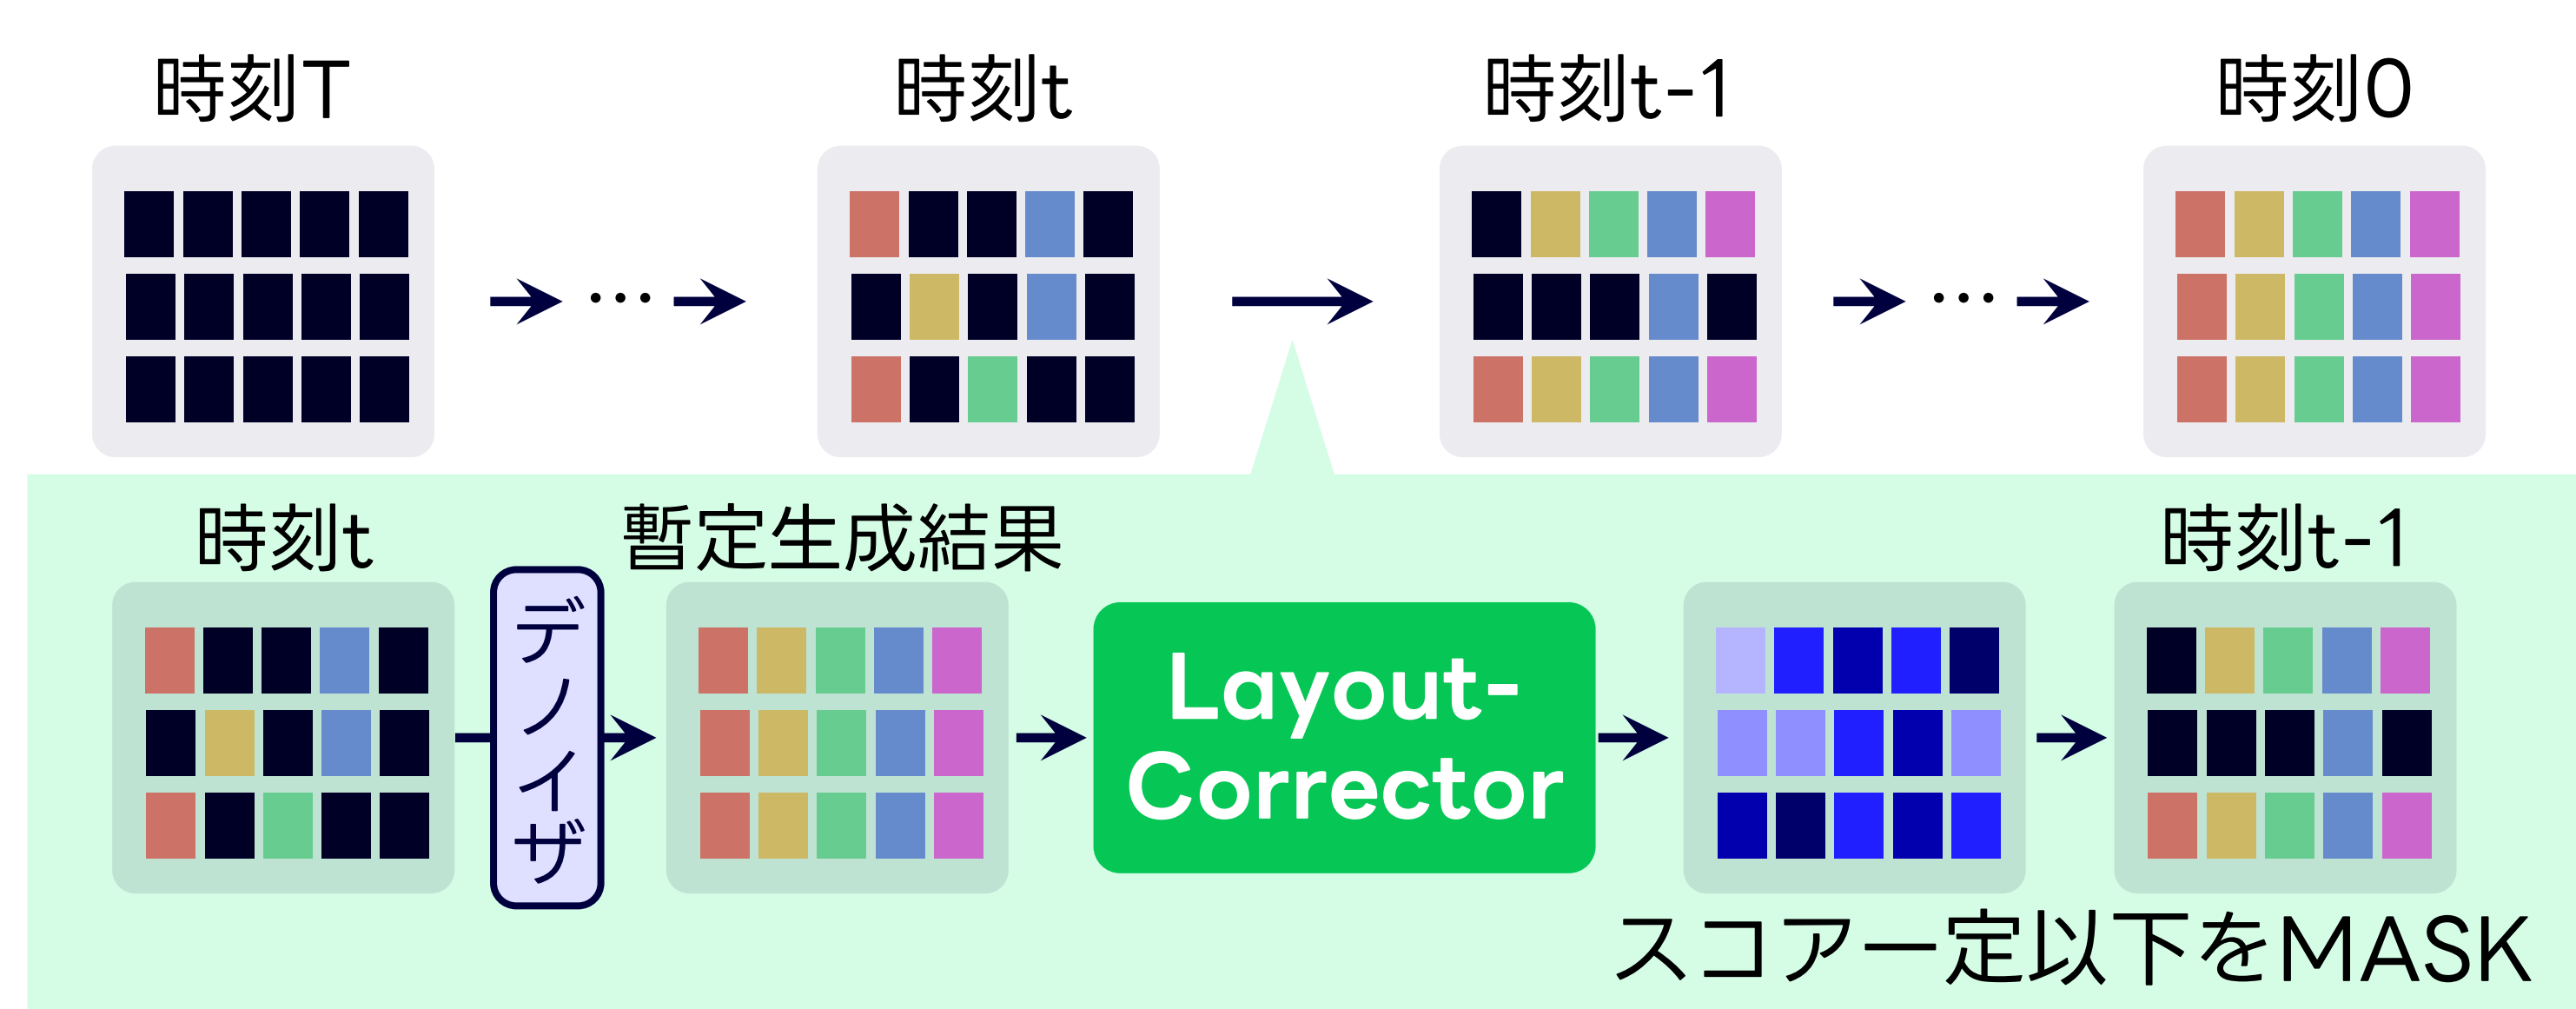 時刻T
時刻t
時刻t-1
時刻0
…
…
時刻t
暫定生成結果
時刻t-1
デノイザ
Layout-
Corrector
スコア一定以下をMASK